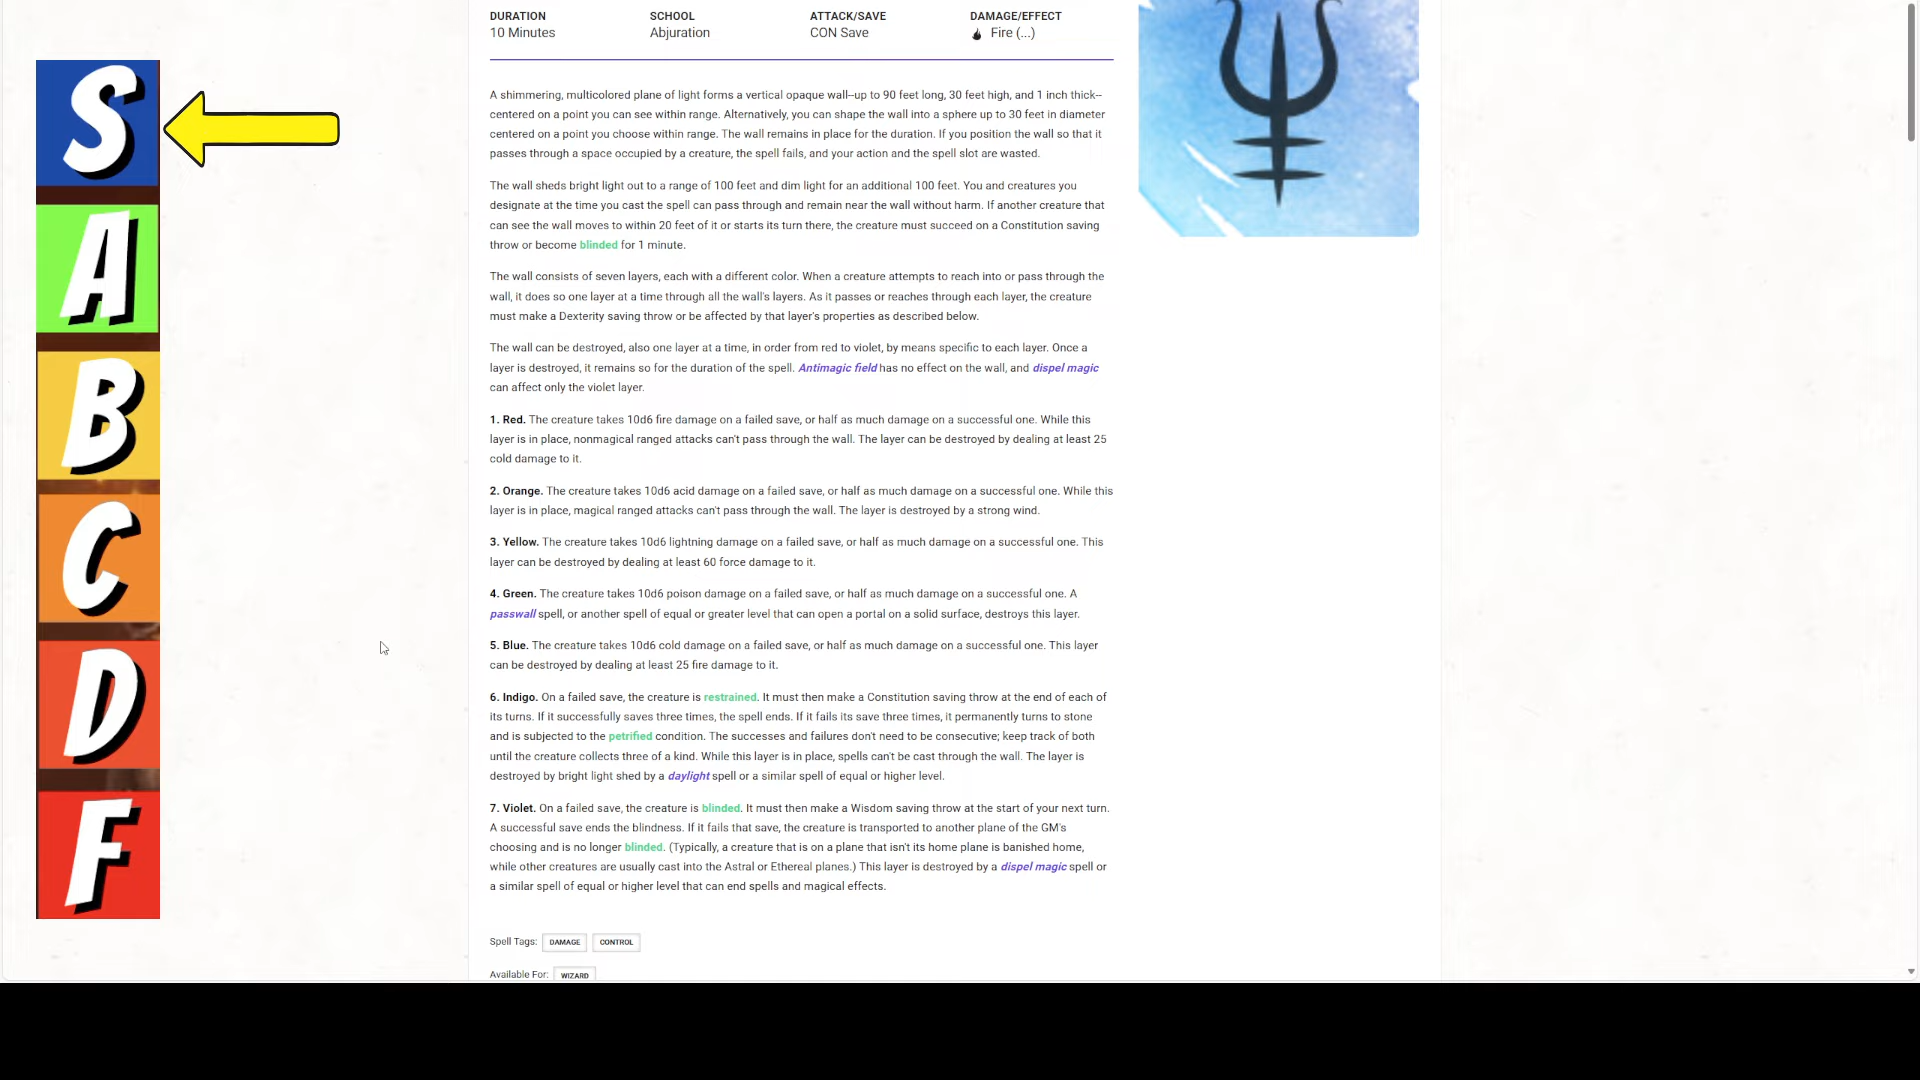 S
A
B
C
D
F
DURATION
10 Minutes
SCHOOL
Abjuration
ATTACK/SAVE
CON Save
DAMAGE/EFFECT
Fire (...)
A shimmering, multicolored plane of light forms a vertical opaque wall--up to 90 feet long, 30 feet high, and 1 inch thick--
centered on a point you can see within range. Alternatively, you can shape the wall into a sphere up to 30 feet in diameter
centered on a point you choose within range. The wall remains in place for the duration. If you position the wall so that it
passes through a space occupied by a creature, the spell fails, and your action and the spell slot are wasted.
The wall sheds bright light out to a range of 100 feet and dim light for an additional 100 feet. You and creatures you
designate at the time you cast the spell can pass through and remain near the wall without harm. If another creature that
can see the wall moves to within 20 feet of it or starts its turn there, the creature must succeed on a Constitution saving
throw or become blinded for 1 minute.
The wall consists of seven layers, each with a different color. When a creature attempts to reach into or pass through the
wall, it does so one layer at a time through all the wall's layers. As it passes or reaches through each layer, the creature
must make a Dexterity saving throw or be affected by that layer's properties as described below.
The wall can be destroyed, also one layer at a time, in order from red to violet, by means specific to each layer. Once a
layer is destroyed, it remains so for the duration of the spell. Antimagic field has no effect on the wall, and dispel magic
can affect only the violet layer.
1. Red. The creature takes 10d6 fire damage on a failed save, or half as much damage on a successful one. While this
layer is in place, nonmagical ranged attacks can't pass through the wall. The layer can be destroyed by dealing at least 25
cold damage to it.
2. Orange. The creature takes 10d6 acid damage on a failed save, or half as much damage on a successful one. While this
layer is in place, magical ranged attacks can't pass through the wall. The layer is destroyed by a strong wind.
3. Yellow. The creature takes 10d6 lightning damage on a failed save, or half as much damage on a successful one. This
layer can be destroyed by dealing at least 60 force damage to it.
4. Green. The creature takes 10d6 poison damage on a failed save, or half as much damage on a successful one. A
passwall spell, or another spell of equal or greater level that can open a portal on a solid surface, destroys this layer.
5. Blue. The creature takes 10d6 cold damage on a failed save, or half as much damage on a successful one. This layer
can be destroyed by dealing at least 25 fire damage to it.
6. Indigo. On a failed save, the creature is restrained. It must then make a Constitution saving throw at the end of each of
its turns. If it successfully saves three times, the spell ends. If it fails its save three times, it permanently turns to stone
and is subjected to the petrified condition. The successes and failures don't need to be consecutive; keep track of both
until the creature collects three of a kind. While this layer is in place, spells can't be cast through the wall. The layer is
destroyed by bright light shed by a daylight spell or a similar spell of equal or higher level.
7. Violet. On a failed save, the creature is blinded. It must then make a Wisdom saving throw at the start of your next turn.
A successful save ends the blindness. If it fails that save, the creature is transported to another plane of the GM's
choosing and is no longer blinded. (Typically, a creature that is on a plane that isn't its home plane is banished home,
while other creatures are usually cast into the Astral or Ethereal planes.) This layer is destroyed by a dispel magic spell or
a similar spell of equal or higher level that can end spells and magical effects.
Spell Tags: DAMAGE CONTROL
Available For: WIZARD